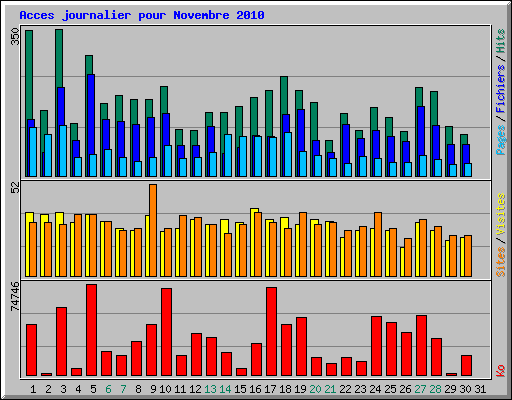 Acces journalier pour Novembre 2010
350
52
74746
Pages / Fichiers / Hits
Sites / Visites
Ko
1 2 3 4 5 6 7 8 9 10 11 12 13 14 15 16 17 18 19 20 21 22 23 24 25 26 27 28 29 30 31